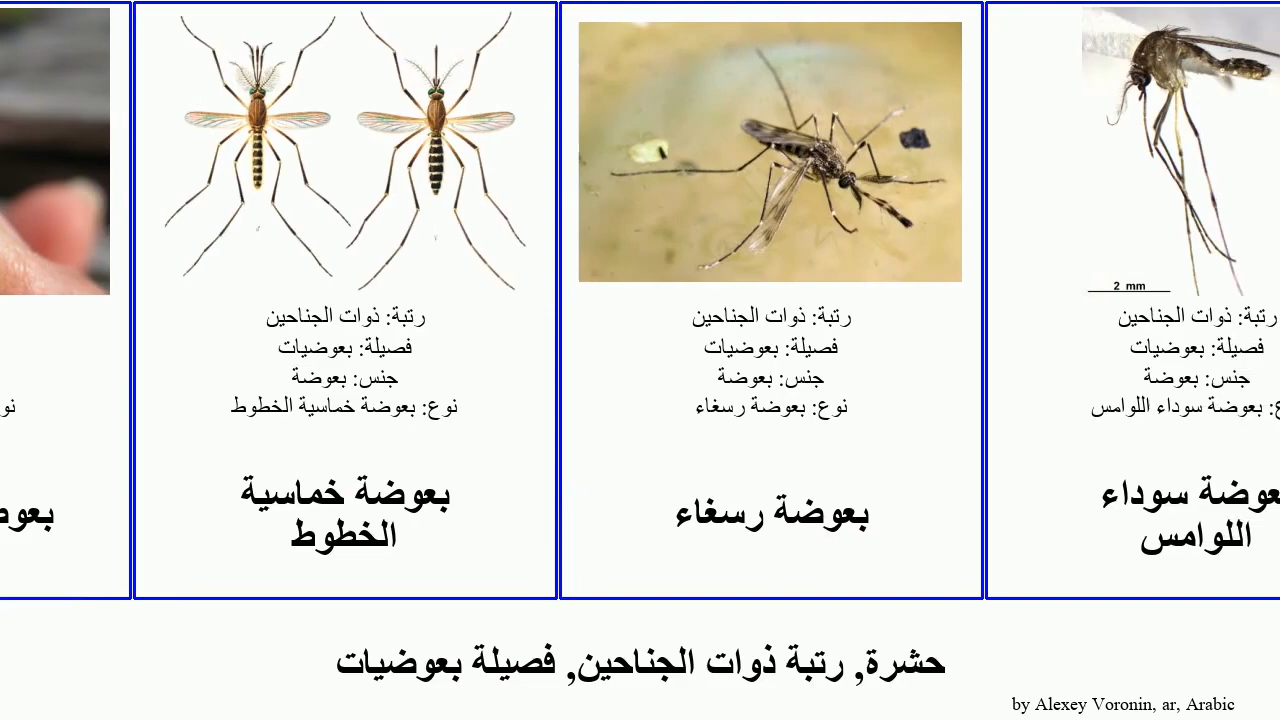 2 mm
رتبة: ذوات الجناحين
فصيلة: بعوضيات
جنس: بعوضة
نوع: بعوضة خماسية الخطوط
بعوضة خماسية
الخطوط
رتبة: ذوات الجناحين
فصيلة: بعوضيات
جنس: بعوضة
نوع: بعوضة رسغاء
بعوضة رسغاء
رتبة: ذوات الجناحين
فصيلة: بعوضيات
جنس: بعوضة
بعوضة سوداء اللوامس
سوداء
اللوامس
حشرة, رتبة ذوات الجناحين, فصيلة بعوضيات
by Alexey Voronin, ar, Arabic